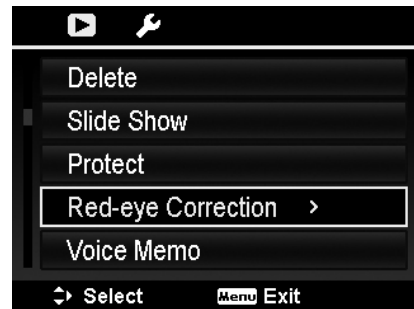 Delete
Slide Show
Protect
Red-eye Correction >
Voice Memo
Select Menu Exit